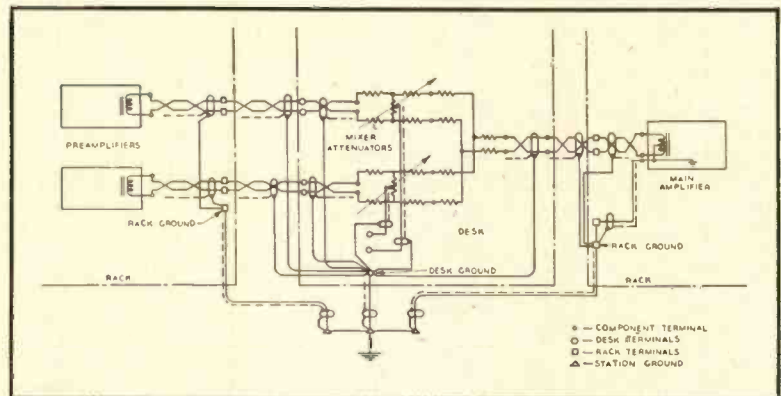 PREAMPLIFIERS
MIXER
ATTENUATORS
MAIN
AMPLIFIER
DESK
RACK GROUND
DESK GROUND
RACK GROUND
RACK
RACK
COMPONENT TERMINAL
DESK TERMINALS
RACK TERMINALS
STATION GROUND